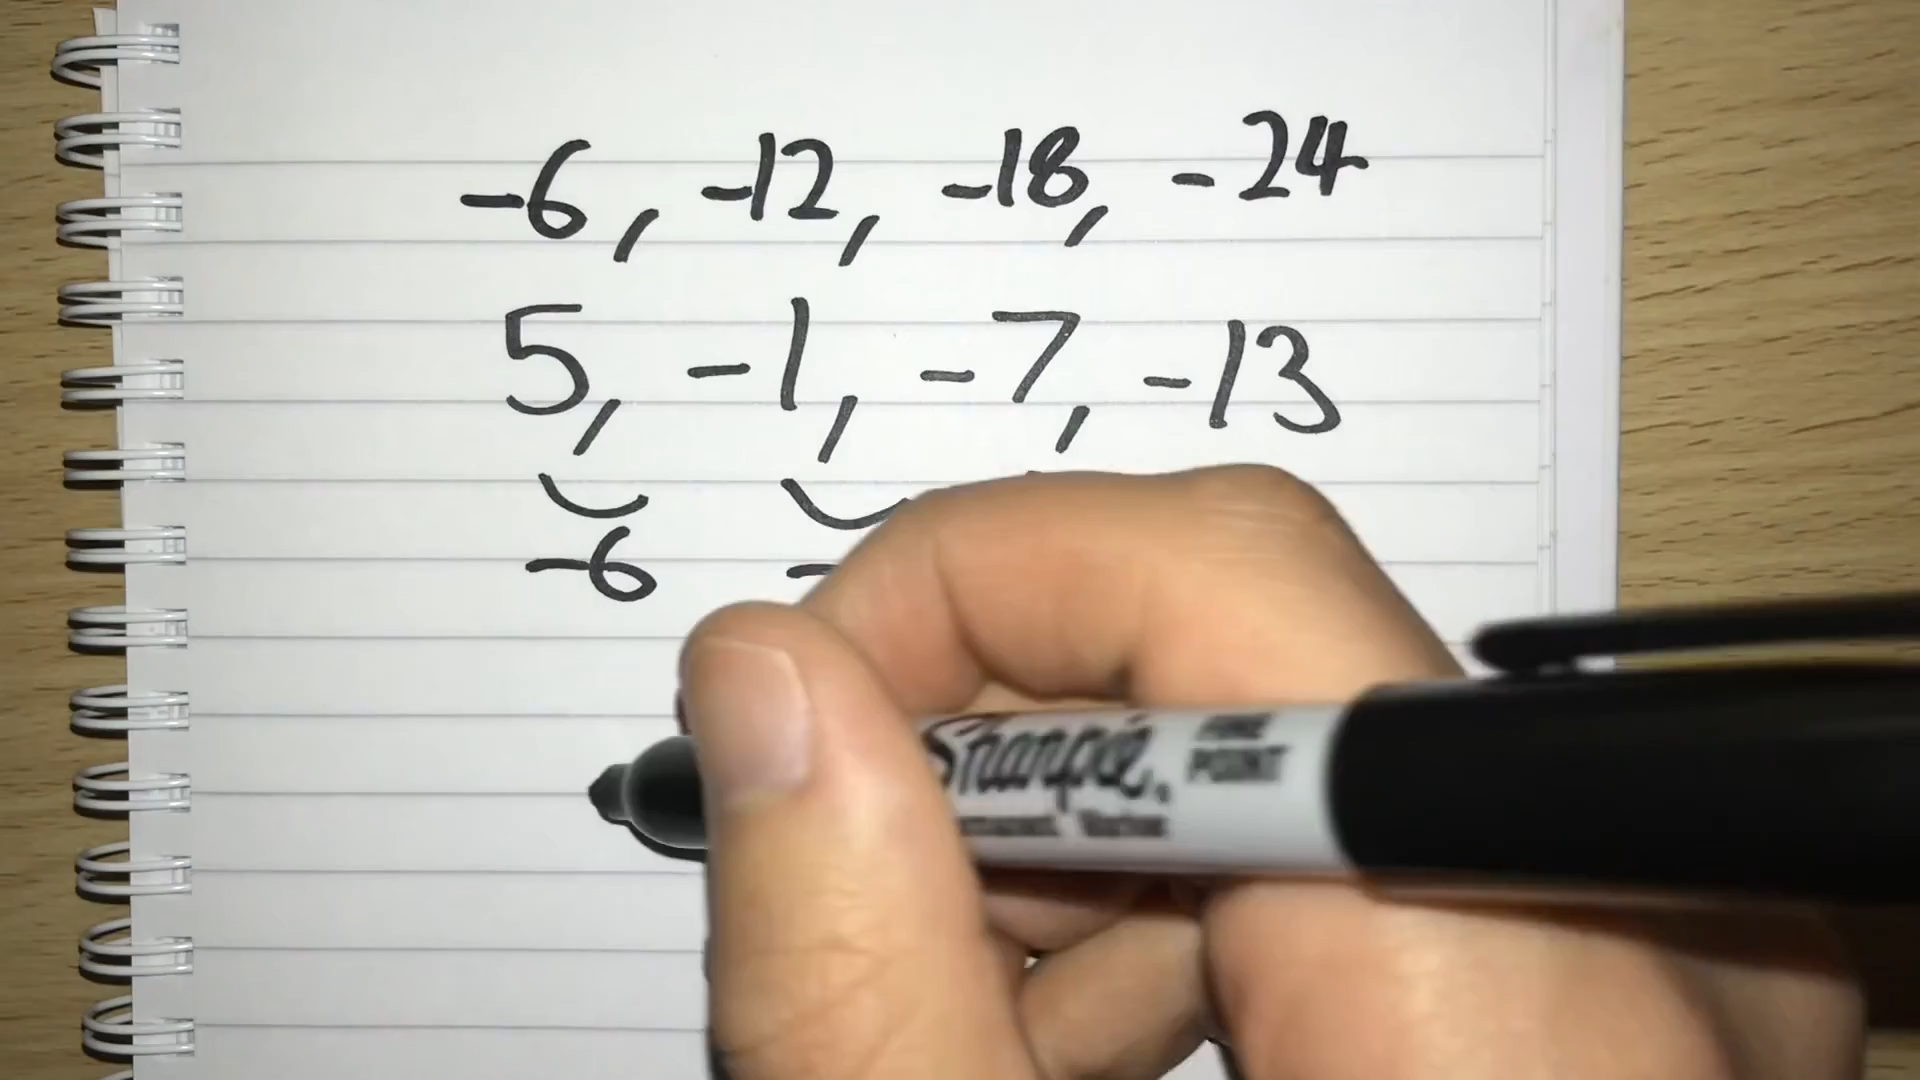 -6, -12, -18, -24
5, -1, -7, -13
-6 -
Sharpie.
FINE
POINT